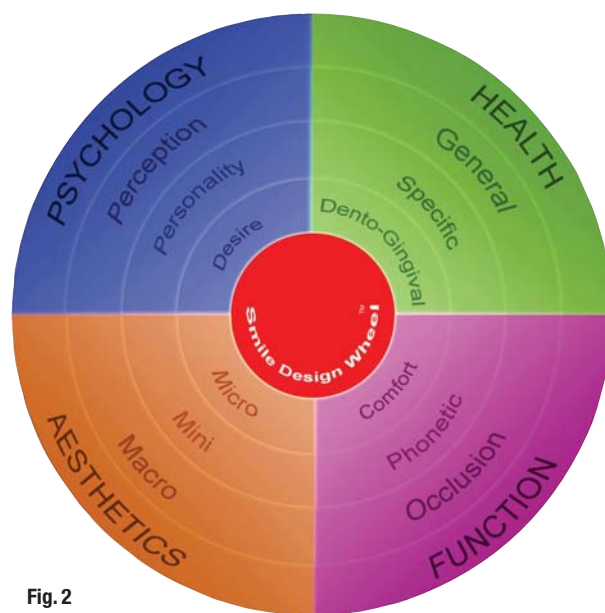 PSYCHOLOGY
Perception
Personality
Desire
HEALTH
General
Specific
Dento-Gingival
Smile Design Wheel
™
AESTHETICS
Macro
Mini
Micro
FUNCTION
Occlusion
Phonetic
Comfort
Fig. 2